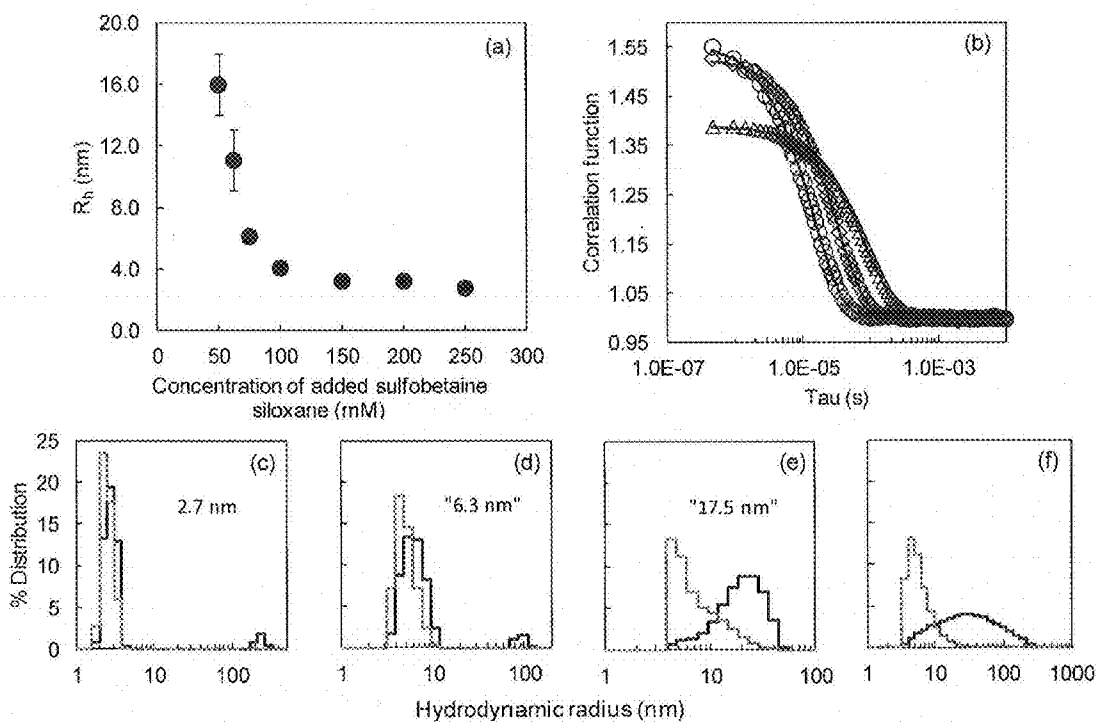 20.0
16.0
12.0
8.0
4.0
0.0
R_h (nm)
(a)
0 50 100 150 200 250 300
Concentration of added sulfobetaine
siloxane (mM)
1.55
1.45
1.35
1.25
1.15
1.05
0.95
Correlation function
(b)
1.0E-07 1.0E-05 1.0E-03
Tau (s)
25
20
15
10
5
0
% Distribution
(c)
2.7 nm
1 10 100
(d)
"6.3 nm"
1 10 100
(e)
"17.5 nm"
1 10 100
(f)
1 10 100 1000
Hydrodynamic radius (nm)